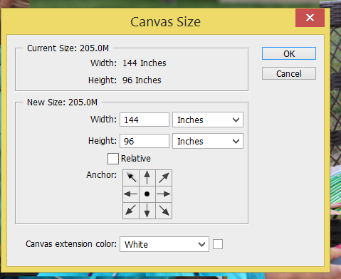 Canvas Size
Current Size: 205.0M
Width: 144 Inches
Height: 96 Inches
OK
Cancel
New Size: 205.0M
Width: 144 Inches
Height: 96 Inches
Relative
Anchor:
Canvas extension color: White